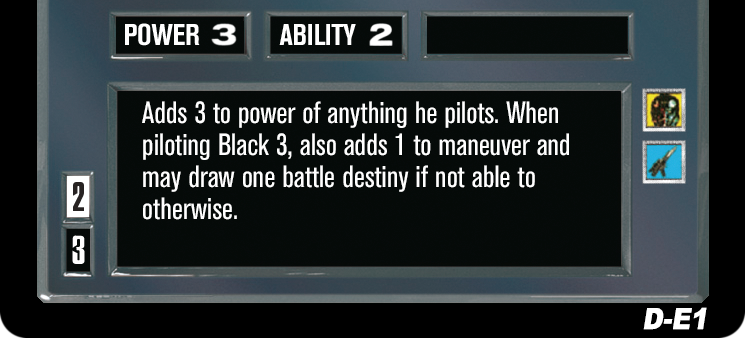 POWER 3 ABILITY 2
Adds 3 to power of anything he pilots. When
piloting Black 3, also adds 1 to maneuver and
may draw one battle destiny if not able to
otherwise.
2
3
D-E1